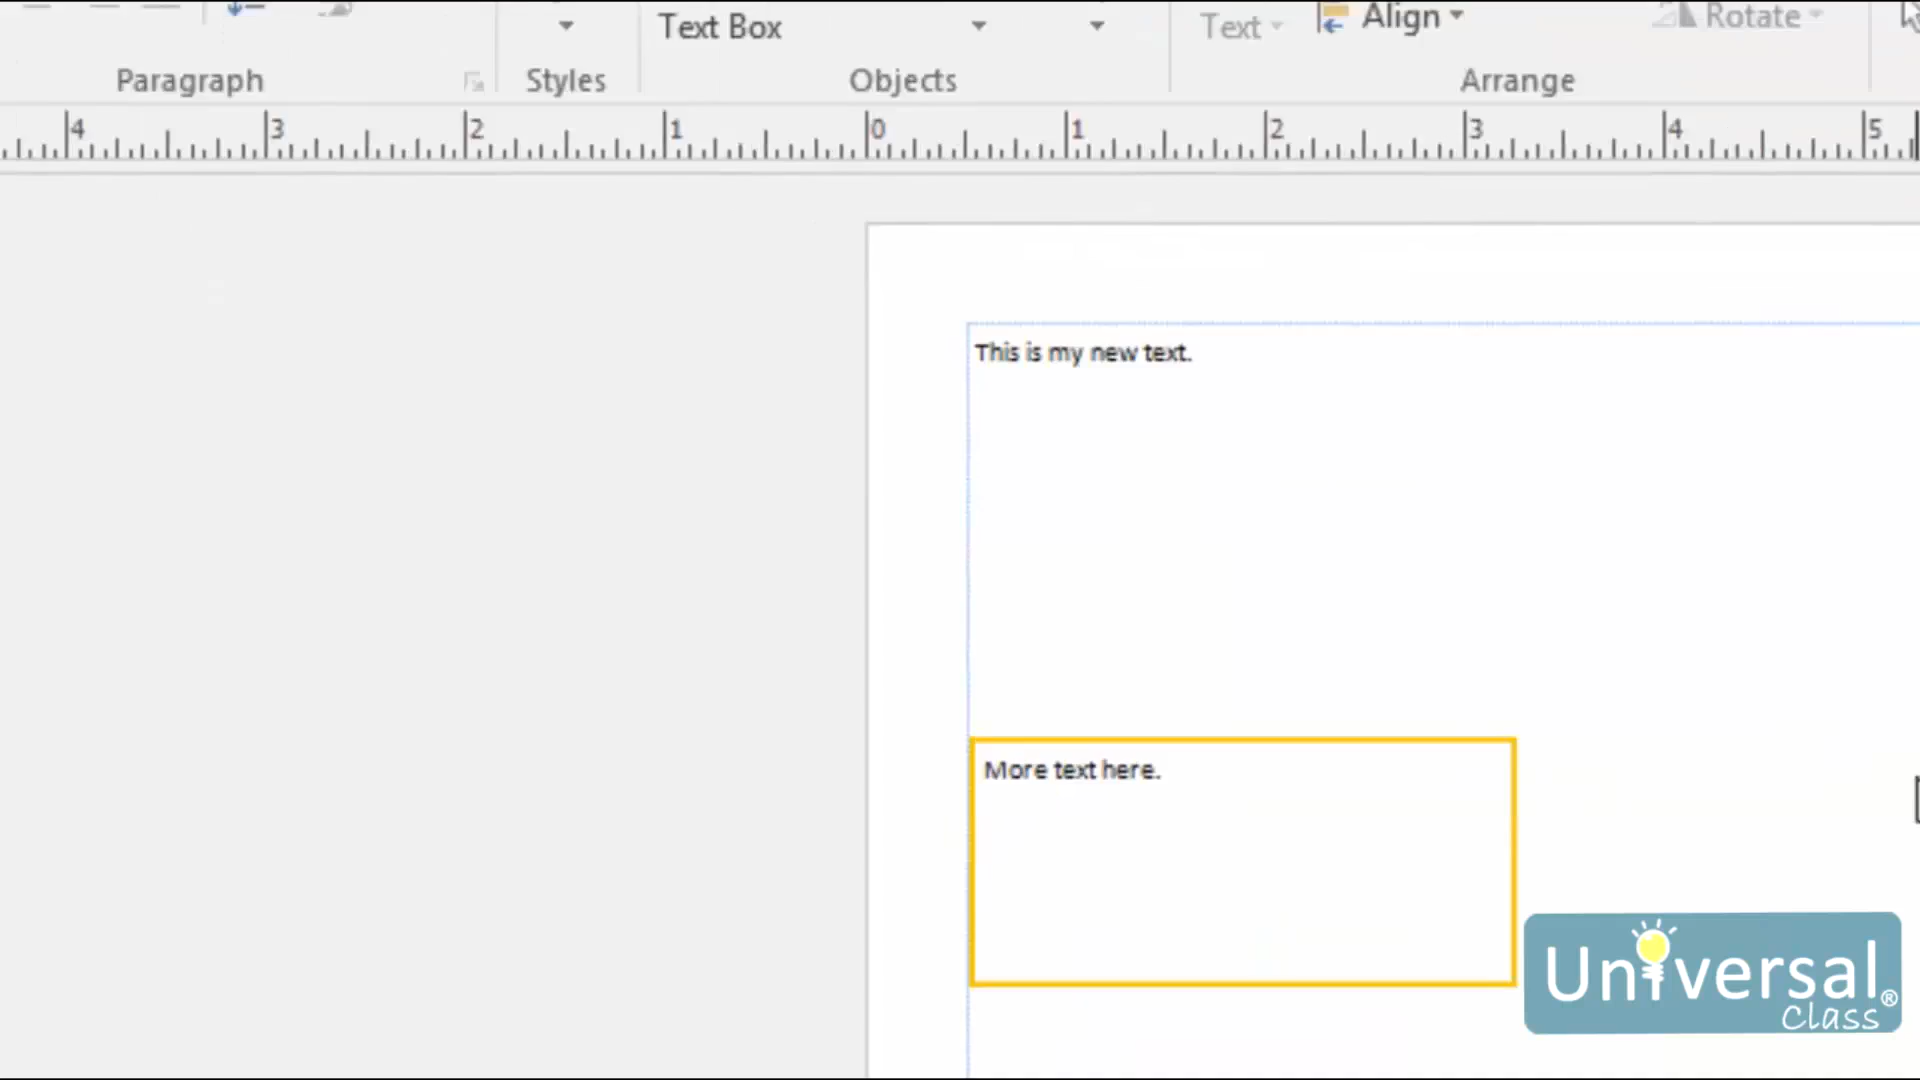 Text Box
Text
Align
Rotate
Paragraph
Styles
Objects
Arrange
4 3 2 1 0 1 2 3 4 5
This is my new text.
More text here.
Universal®
Class